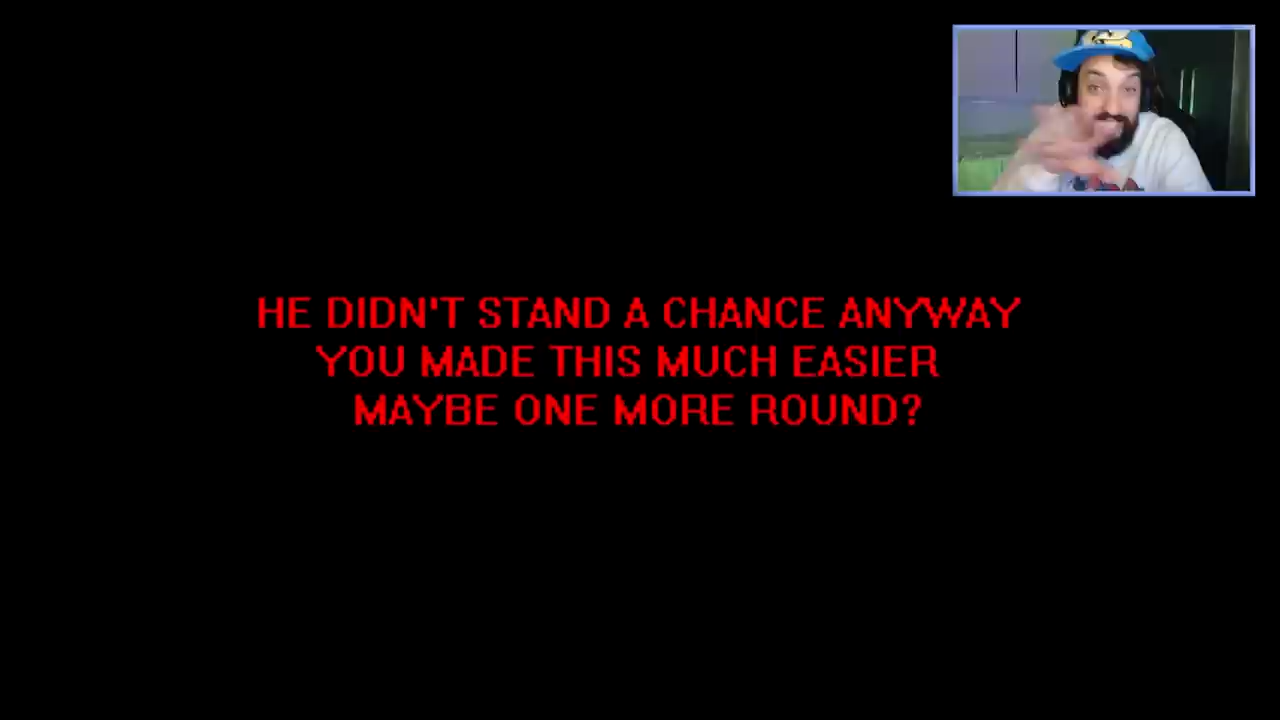 HE DIDN'T STAND A CHANCE ANYWAY
YOU MADE THIS MUCH EASIER
MAYBE ONE MORE ROUND?